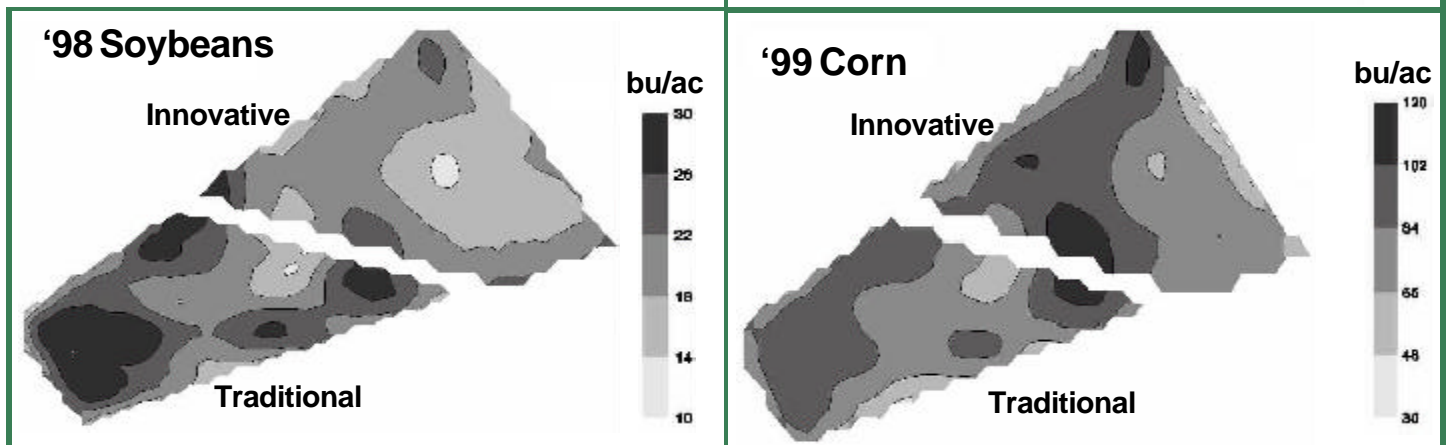 ‘98 Soybeans
Innovative
Traditional
bu/ac
30
26
22
18
14
10
‘99 Corn
Innovative
Traditional
bu/ac
120
102
84
66
48
30